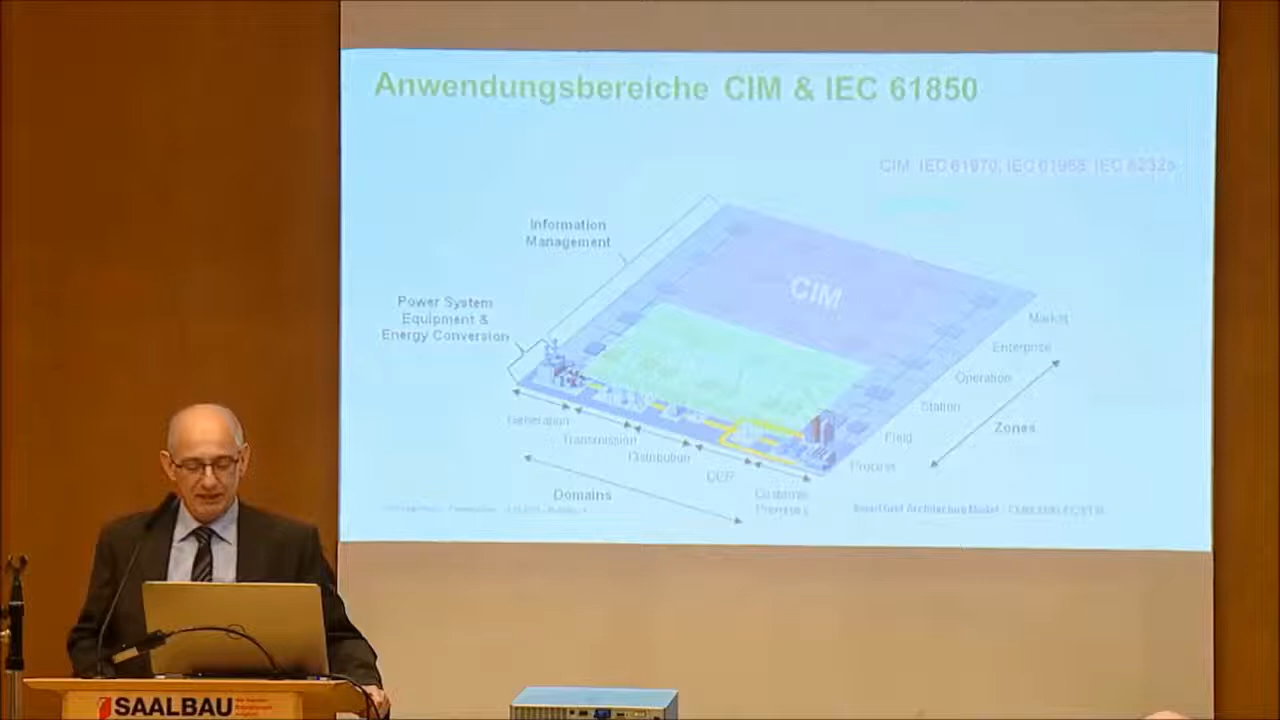 Anwendungsbereiche CIM & IEC 61850
CIM: IEC 61970, IEC 61968, IEC 62325
Information
Management
CIM
Power System
Equipment &
Energy Conversion
Market
Enterprise
Operation
Station
Field
Process
Zones
Generation
Transmission
Distribution
DER
Customer
Premises
Domains
Smart Grid Architecture Model -
SAALBAU